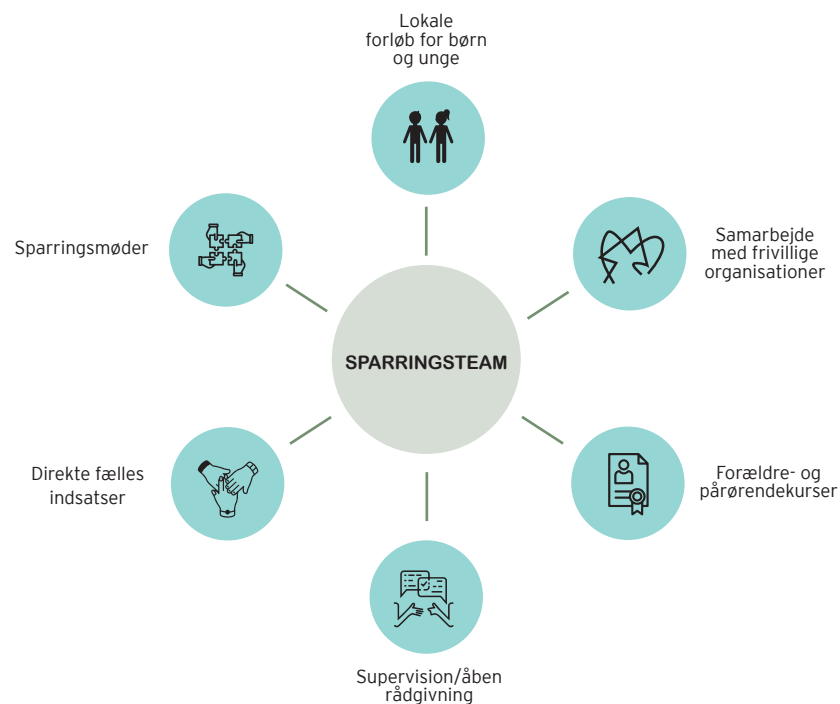 Lokale
forløb for børn
og unge
Sparringsmøder
Samarbejde
med frivillige
organisationer
SPARRINGSTEAM
Direkte fælles
indsatser
Forældre- og
pårørendekurser
Supervision/åben
rådgivning